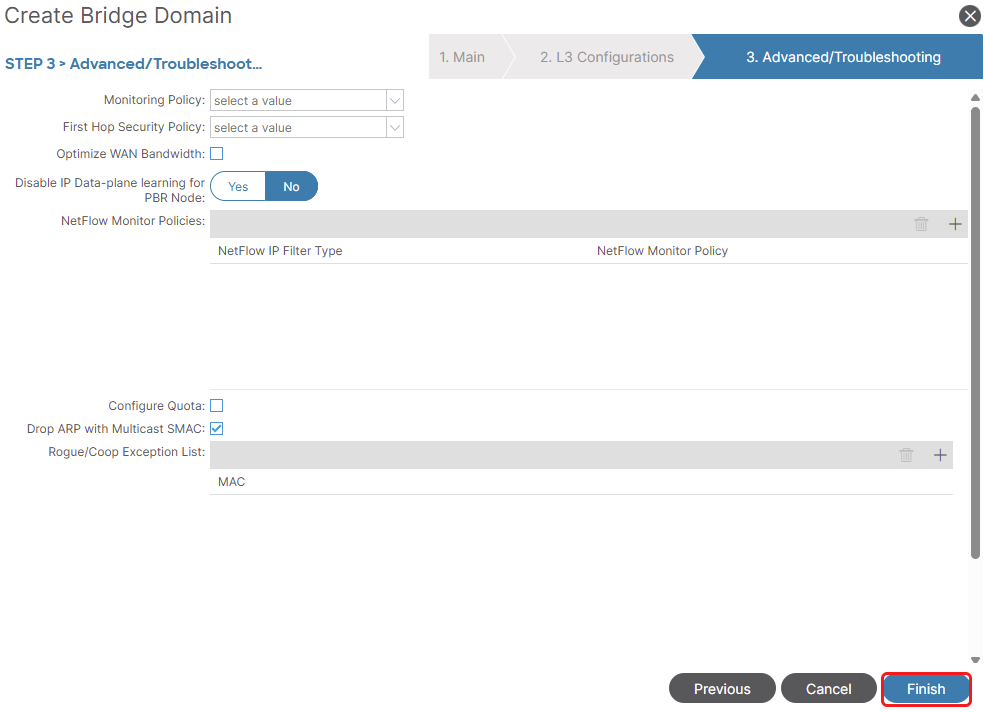 Create Bridge Domain
STEP 3 > Advanced/Troubleshoot...
1. Main
2. L3 Configurations
3. Advanced/Troubleshooting
Monitoring Policy: select a value
First Hop Security Policy: select a value
Optimize WAN Bandwidth:
Disable IP Data-plane learning for
PBR Node:
Yes No
NetFlow Monitor Policies:
NetFlow IP Filter Type NetFlow Monitor Policy
Configure Quota:
Drop ARP with Multicast SMAC:
Rogue/Coop Exception List:
MAC
Previous Cancel Finish